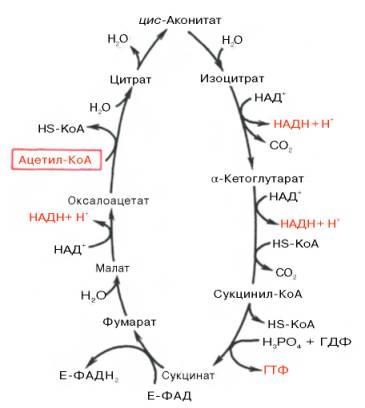 цис-Аконитат
H₂O
H₂O
Цитрат
Изоцитрат
H₂O
НАД⁺
HS-KoA
НАДН + H⁺
CO₂
Ацетил-КоА
α-Кетоглутарат
Оксалоацетат
НАД⁺
НАДН+ H⁺
НАДН + H⁺
НАД⁺
HS-KoA
Малат
CO₂
H₂O
Сукцинил-КоА
Фумарат
HS-KoA
H₃PO₄ + ГДФ
Е-ФАДН₂
Сукцинат
ГТФ
Е-ФАД